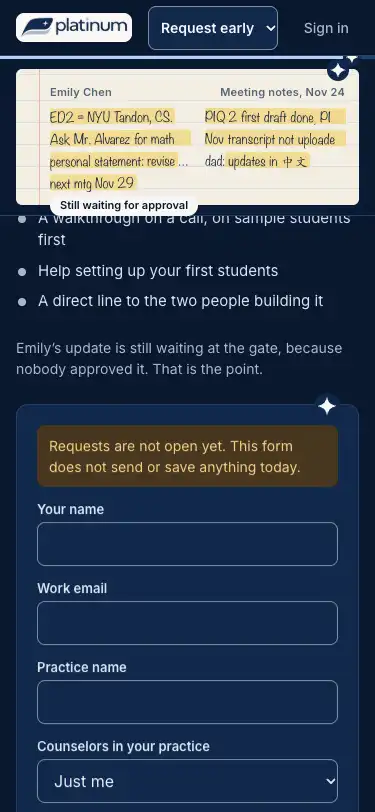 platinum
Request early
Sign in
Emily Chen
Meeting notes, Nov 24
ED2 = NYU Tandon, CS.
Ask Mr. Alvarez for math
personal statement: revise ...
next mtg Nov 29
PIQ 2 first draft done, PI
Nov transcript not uploade
dad: updates in 中文
Still waiting for approval
A walkthrough on a call, on sample students
first
Help setting up your first students
A direct line to the two people building it
Emily’s update is still waiting at the gate, because
nobody approved it. That is the point.
Requests are not open yet. This form
does not send or save anything today.
Your name
Work email
Practice name
Counselors in your practice
Just me